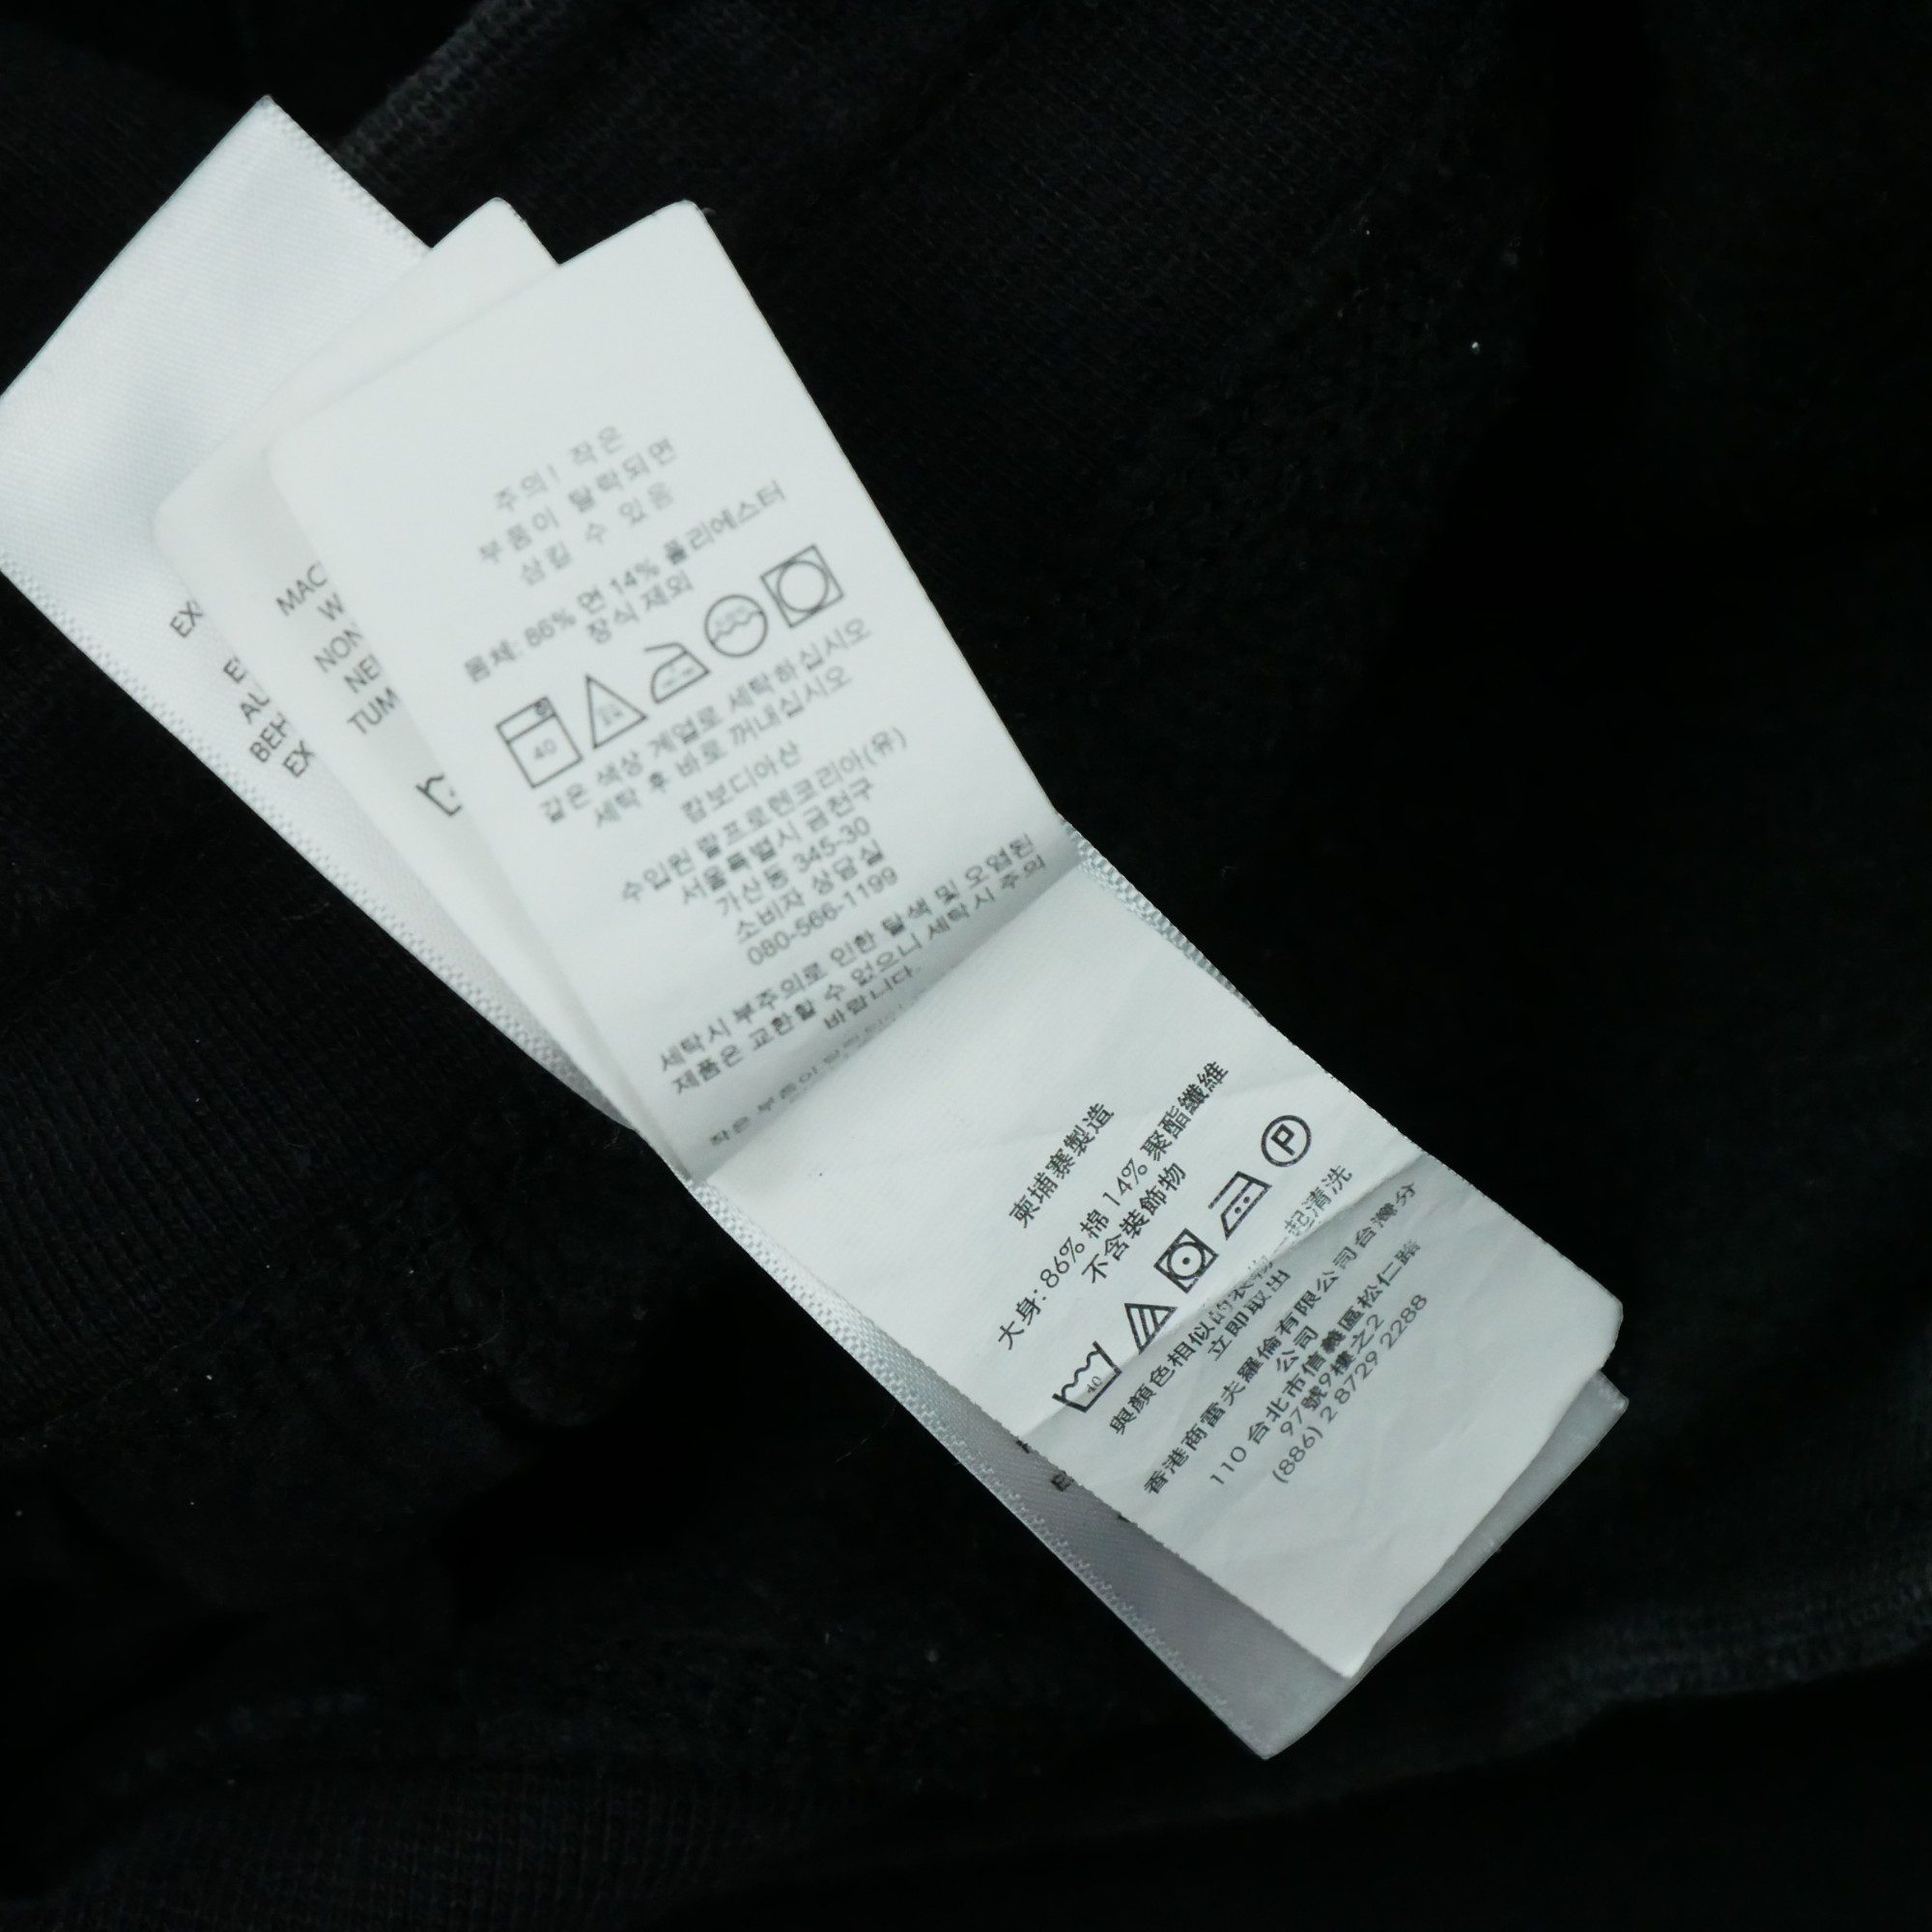 EX
AU
BEH
EX
MAC
W
NON
NE
TUM
주의! 작은
부품이 탈락되면
삼킬 수 있음
몸체: 86% 면 14% 폴리에스터
장식 제외
40
같은 색상 계열로 세탁하십시오
세탁 후 바로 꺼내십시오
캄보디아산
수입원 랄프로렌코리아(유)
서울특별시 금천구
가산동 345-30
소비자 상담실
080-566-1199
세탁시 부주의로 인한 탈색 및 오염된
제품은 교환할 수 없으니 세탁시 주의
바랍니다.
작은 부품이
柬埔寨製造
大身: 86% 棉 14% 聚酯纖維
不含裝飾物
40
P
與顏色相似的衣物一起清洗
立即取出
香港商雷夫羅倫有限公司台灣分
公司
110 台北市信義區松仁路
97號9樓之2
(886) 2 8729 2288